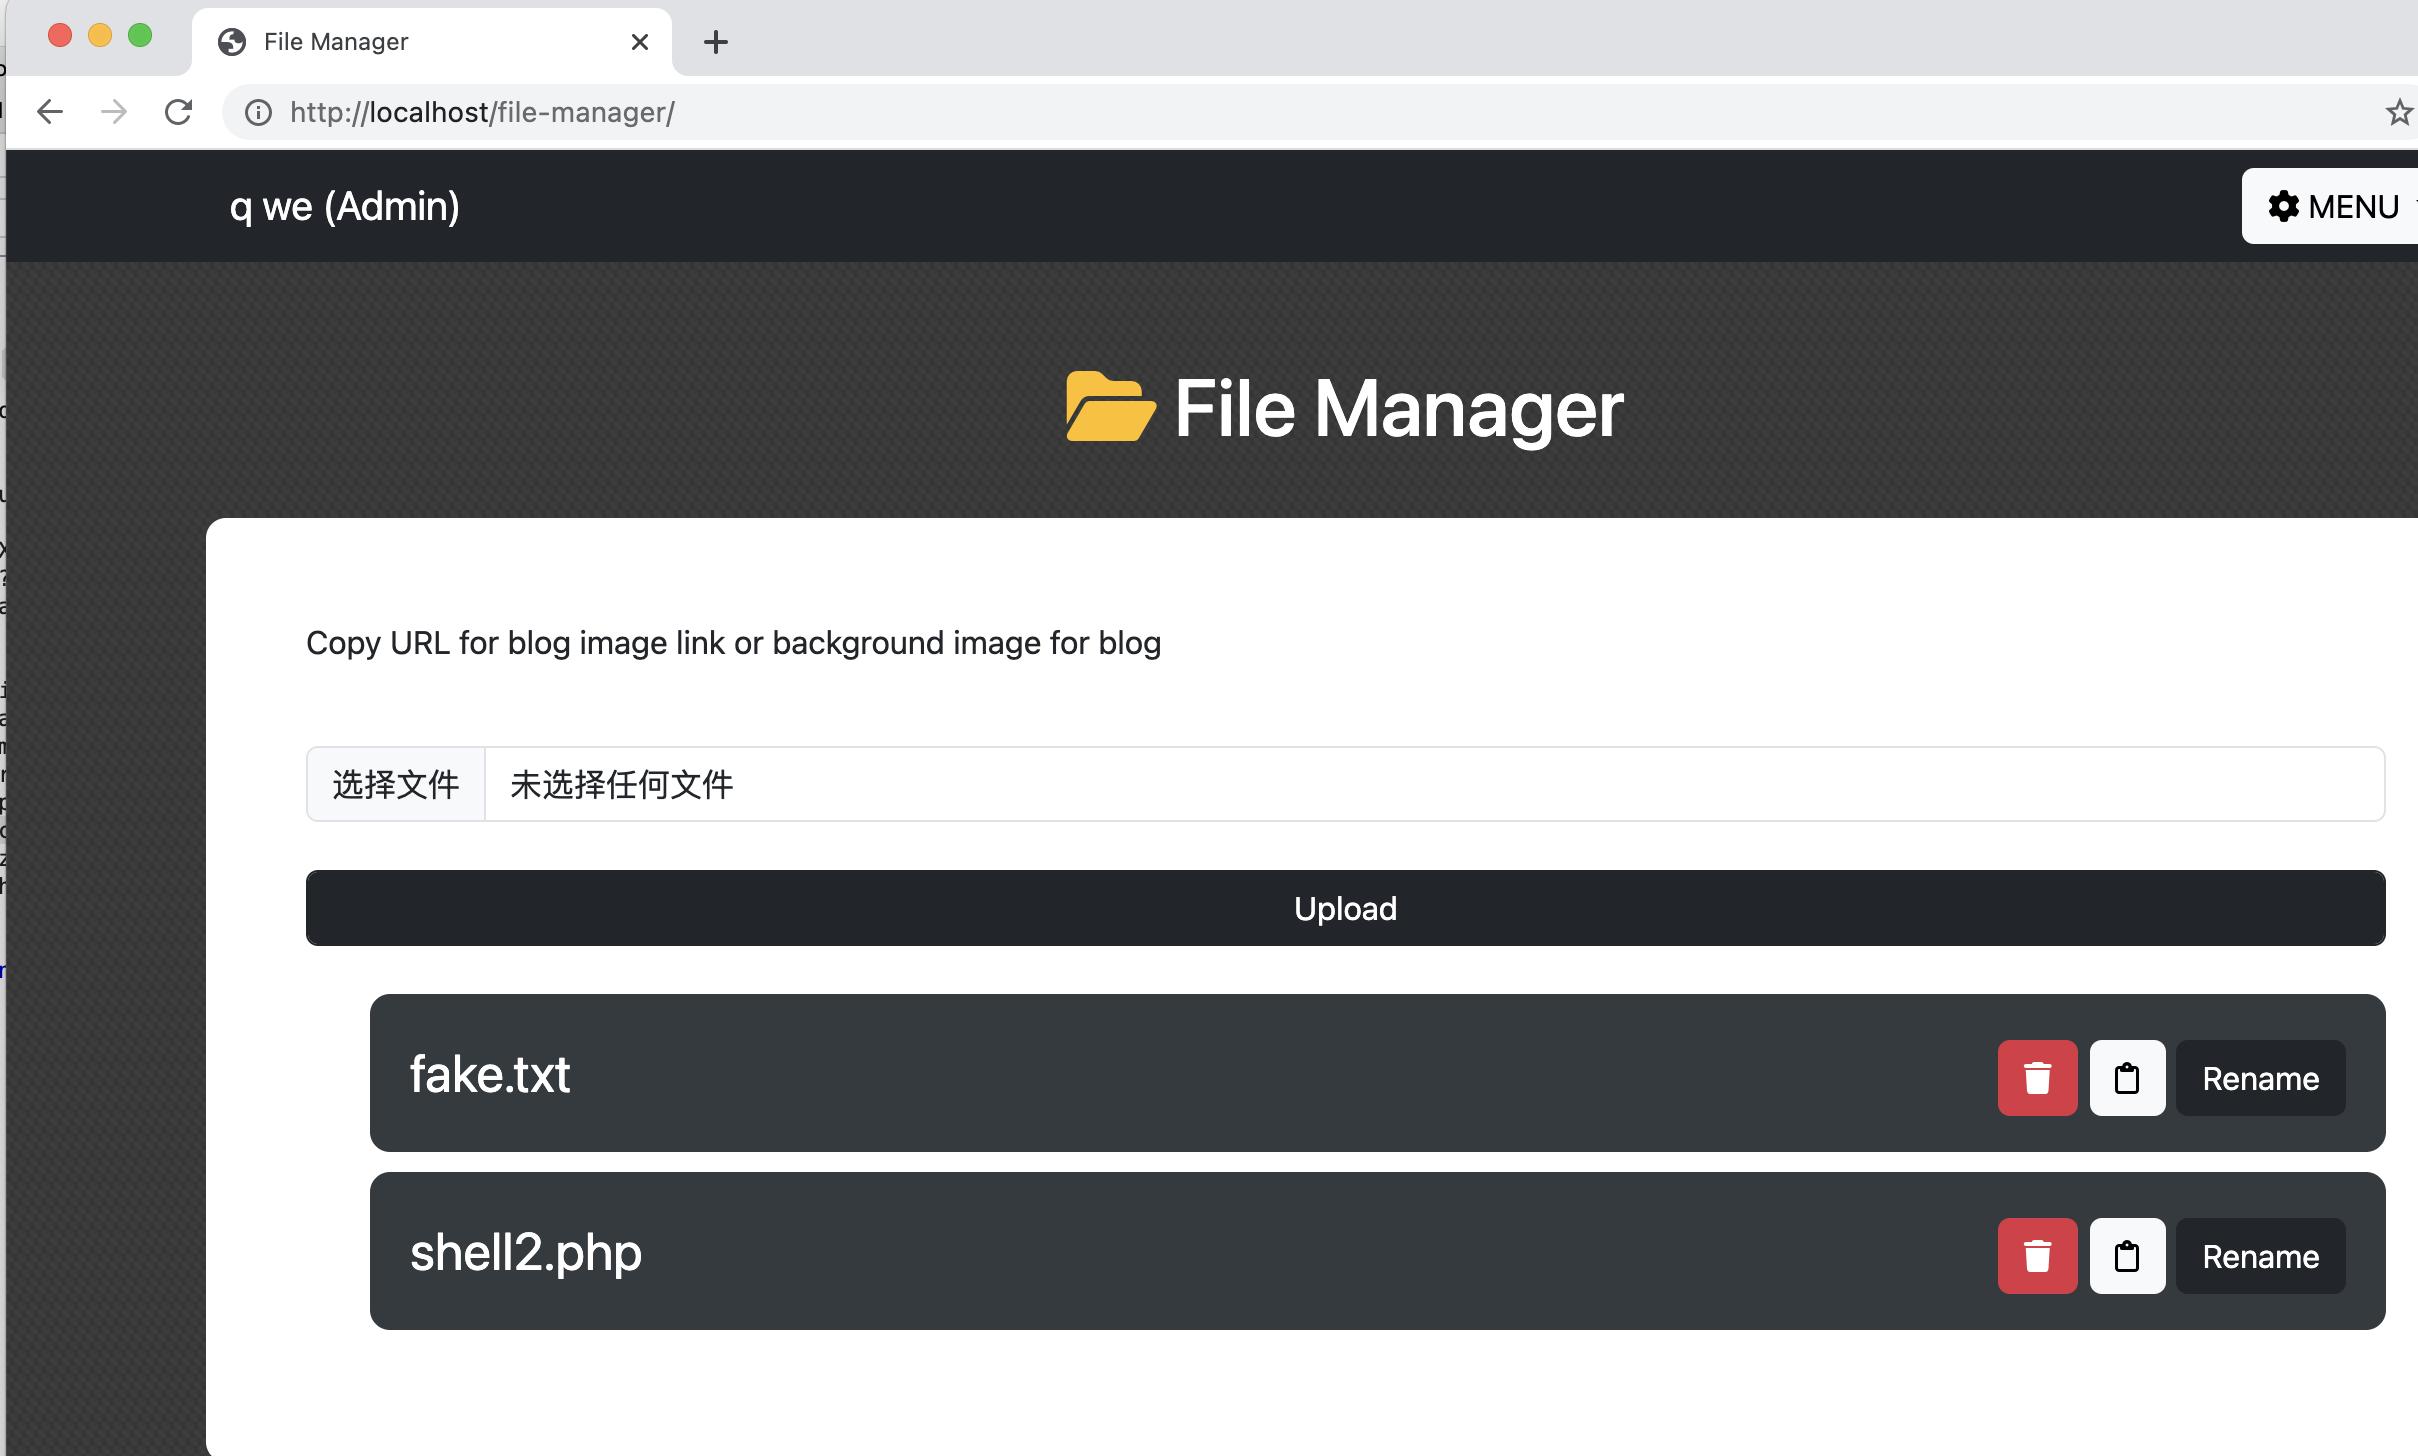 File Manager
http://localhost/file-manager/
q we (Admin)
MENU
File Manager
Copy URL for blog image link or background image for blog
选择文件 未选择任何文件
Upload
fake.txt
Rename
shell2.php
Rename